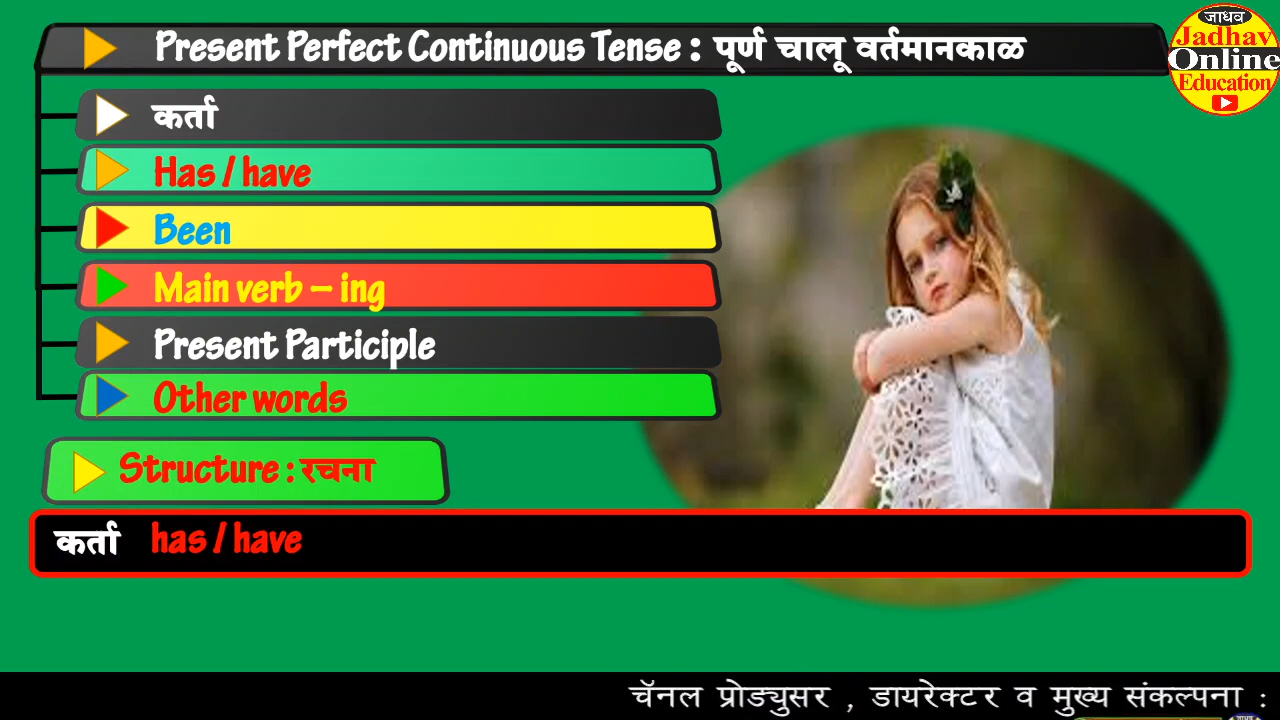 Present Perfect Continuous Tense : पूर्ण चालू वर्तमानकाळ
जाधव
Jadhav
Online
Education
कर्ता
Has / have
Been
Main verb – ing
Present Participle
Other words
Structure : रचना
कर्ता has / have
चॅनल प्रोड्युसर , डायरेक्टर व मुख्य संकल्पना :